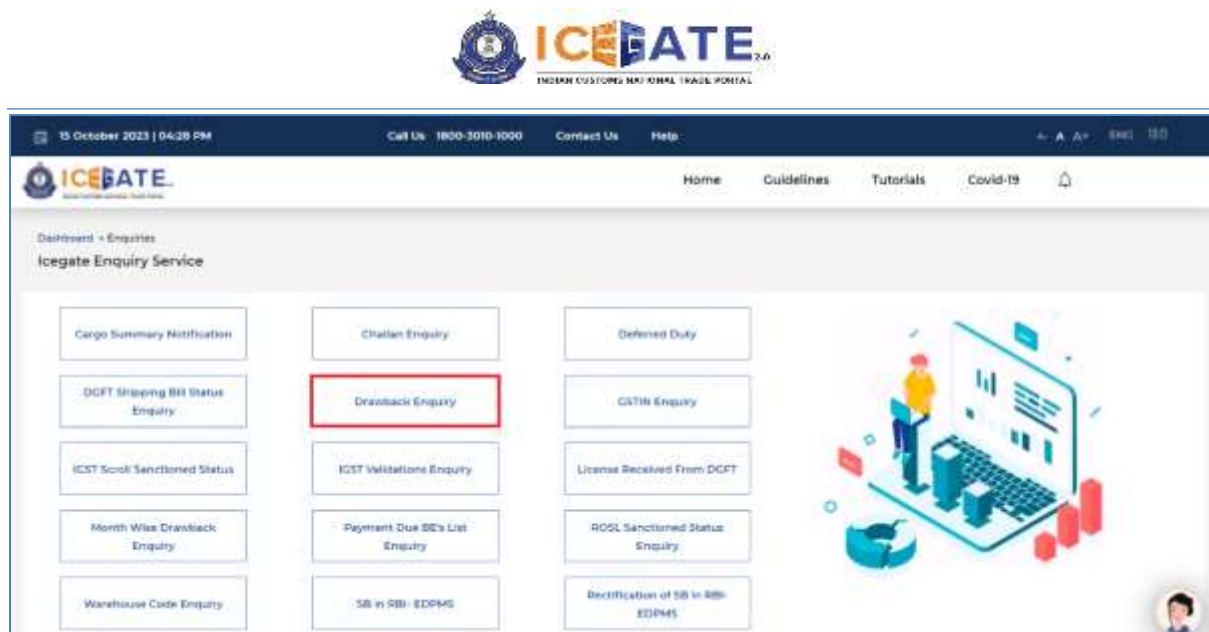 ICEGATE 2.0
INDIAN CUSTOMS NATIONAL TRADE PORTAL
15 October 2023 | 04:28 PM
Call Us 1800-3010-1000
Contact Us
Help
A- A A+
ICEGATE
Home
Guidelines
Tutorials
Covid-19
Dashboard
Enquiries
Icegate Enquiry Service
Cargo Summary Notification
Challan Enquiry
Deferred Duty
DGFT Shipping Bill Status
Enquiry
Drawback Enquiry
GSTIN Enquiry
IGST Scroll Sanctioned Status
IGST Validations Enquiry
License Received From DGFT
Month Wise Drawback
Enquiry
Payment Due BE's List
Enquiry
ROSL Sanctioned Status
Enquiry
Warehouse Code Enquiry
SB in RBI- EDPMS
Rectification of SB in RBI-
EDPMS